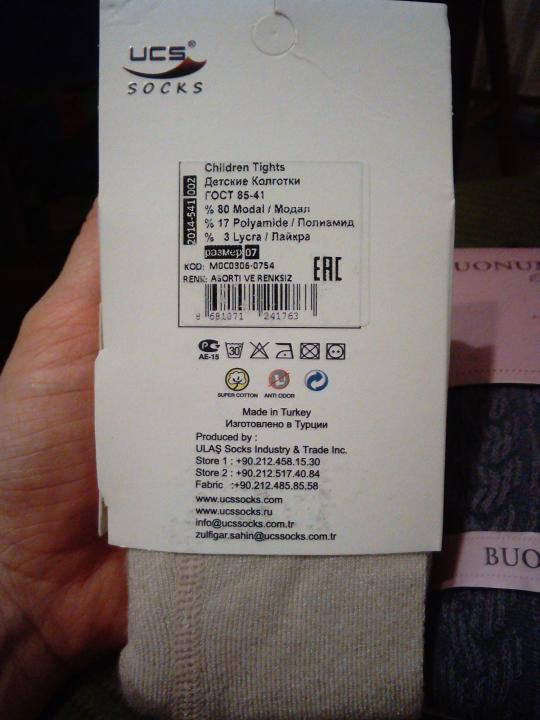 UCS®
SOCKS
Children Tights
Детские Колготки
ГОСТ 85-41
% 80 Modal / Модал
% 17 Polyamide / Полиамид
% 3 Lycra / Лайкра
размер 07
2014-541 002
KOD: M0C0306-0754
RENK: ASORTI VE RENKSIZ
EAC
8 681071 241763
AE-15
30
SUPER COTTON
ANTI ODOR
Made in Turkey
Изготовлено в Турции
Produced by :
ULAŞ Socks Industry & Trade Inc.
Store 1 : +90.212.458.15.30
Store 2 : +90.212.517.40.84
Fabric :+90.212.485.85.58
www.ucssocks.com
www.ucssocks.ru
info@ucssocks.com.tr
zulfigar.sahin@ucssocks.com.tr
BUO